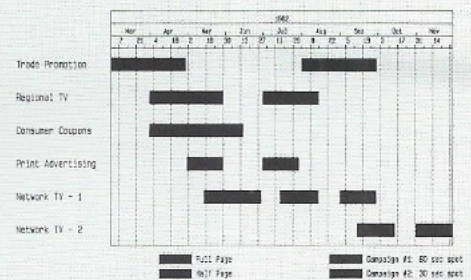 1982
Mar Apr May Jun Jul Aug Sep Oct Nov
7 21 4 18 2 16 30 13 27 11 25 8 22 5 19 3 17 31 14
Trade Promotion
Regional TV
Consumer Coupons
Print Advertising
Network TV - 1
Network TV - 2
Full Page
Half Page
Campaign #1: 60 sec spot
Campaign #2: 30 sec spot